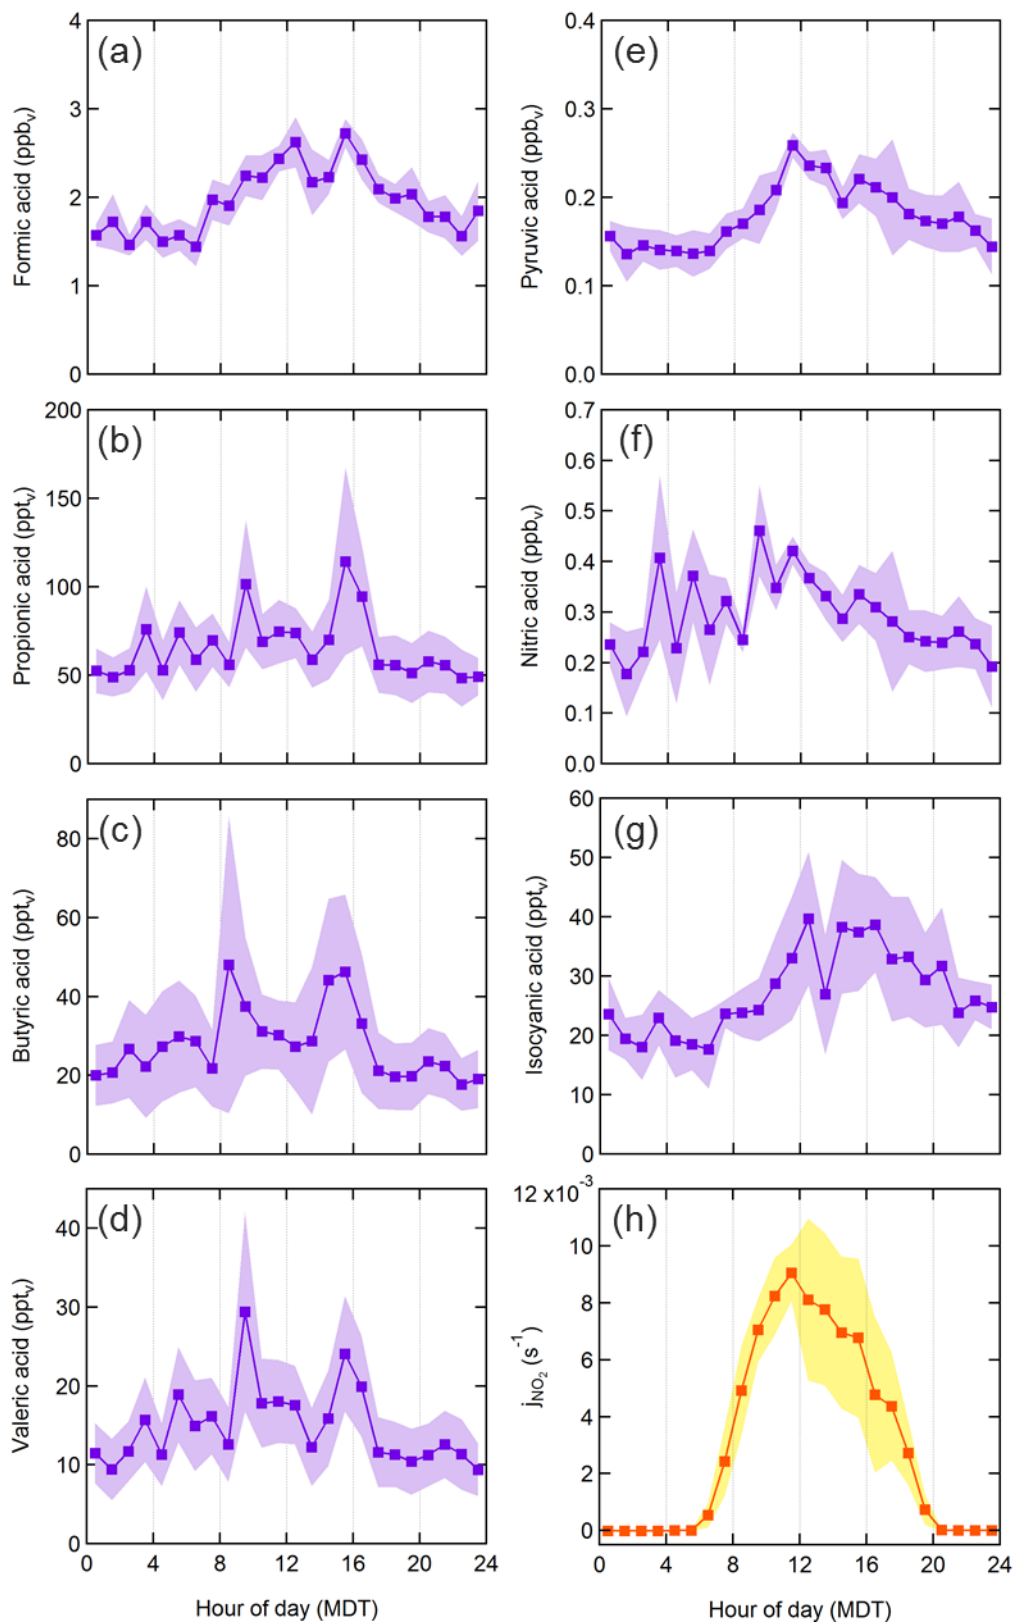 (a)
Formic acid (ppbv)
4
3
2
1
0
(e)
Pyruvic acid (ppbv)
0.4
0.3
0.2
0.1
0.0
(b)
Propionic acid (pptv)
200
150
100
50
0
(f)
Nitric acid (ppbv)
0.7
0.6
0.5
0.4
0.3
0.2
0.1
0.0
(c)
Butyric acid (pptv)
80
60
40
20
0
(g)
Isocyanic acid (pptv)
60
50
40
30
20
10
0
(d)
Valeric acid (pptv)
40
30
20
10
0
0 4 8 12 16 20 24
Hour of day (MDT)
(h)
jNO2 (s-1)
12 x10-3
10
8
6
4
2
0
0 4 8 12 16 20 24
Hour of day (MDT)